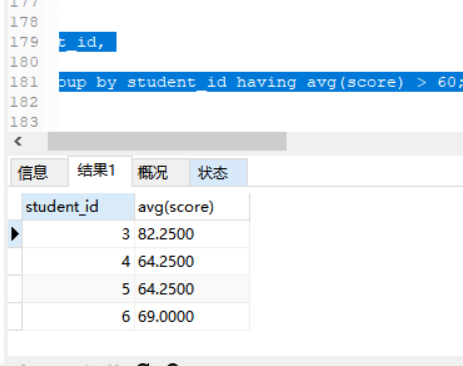 177
178
179 t_id,
180
181 oup by student_id having avg(score) > 60;
182
183
信息 结果1 概况 状态
student_id avg(score)
3 82.2500
4 64.2500
5 64.2500
6 69.0000